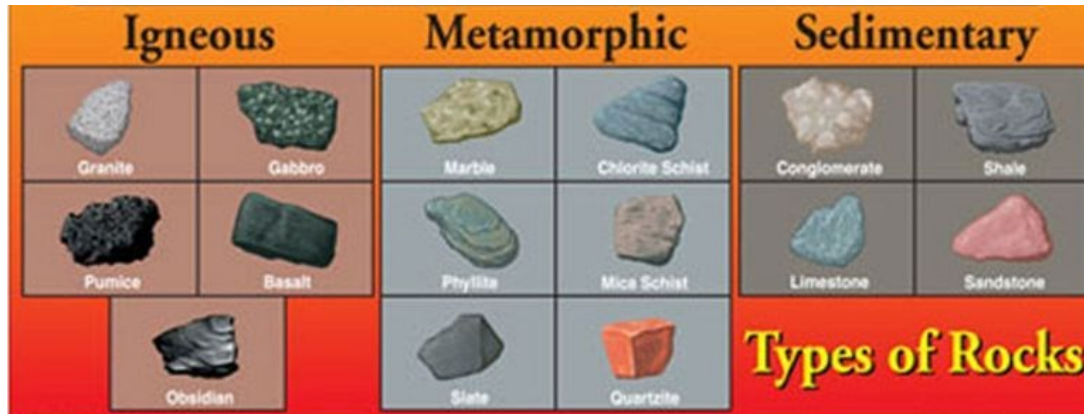 Igneous
Metamorphic
Sedimentary
Granite
Gabbro
Marble
Chlorite Schist
Conglomerate
Shale
Pumice
Basalt
Phyllite
Mica Schist
Limestone
Sandstone
Obsidian
Slate
Quartzite
Types of Rocks